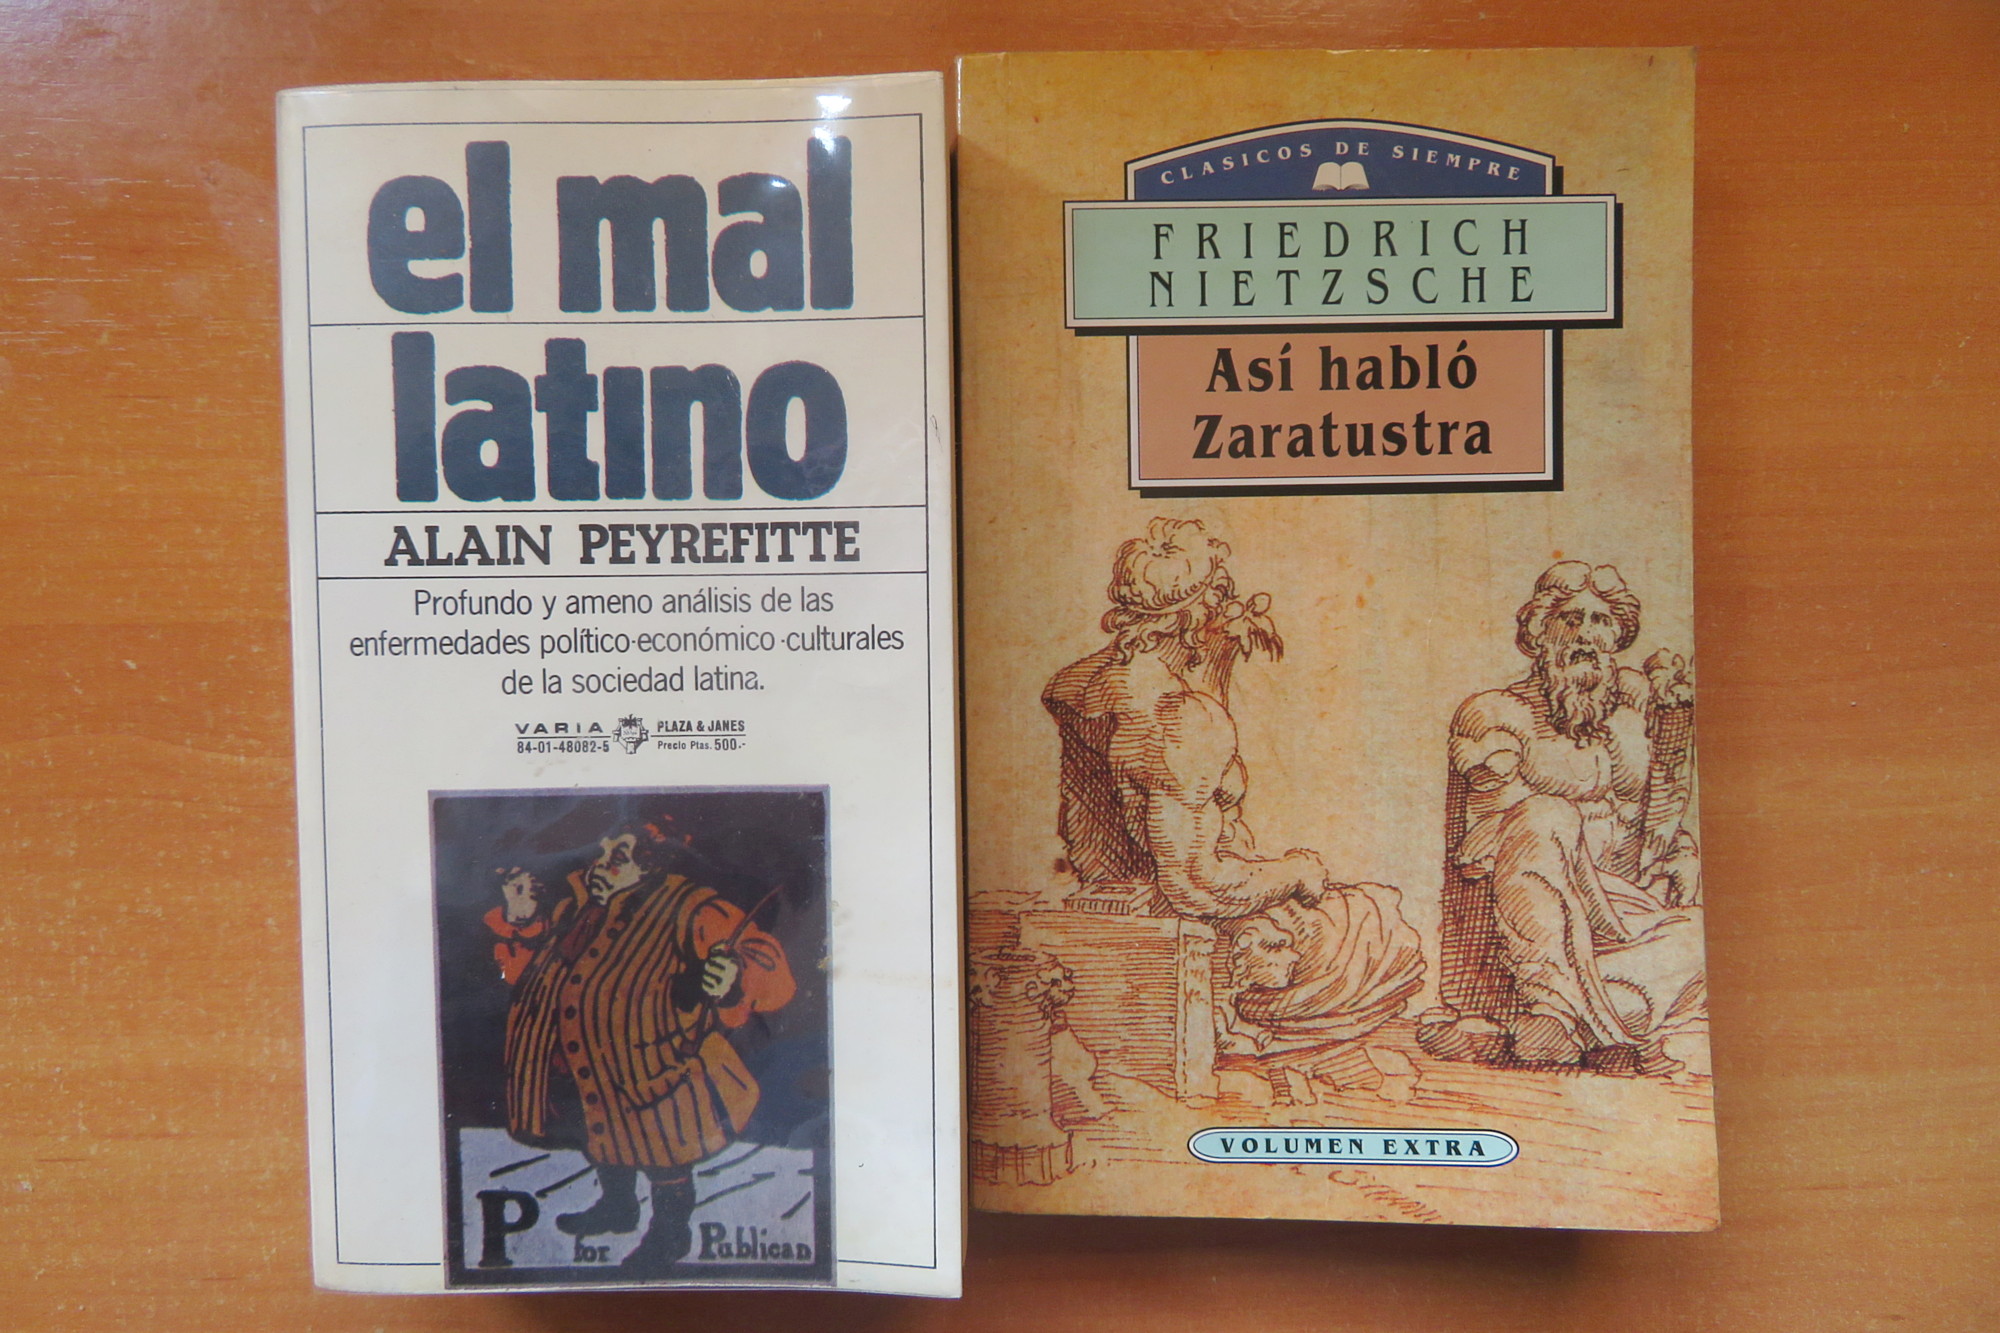 el mal
latino
ALAIN PEYREFITTE
Profundo y ameno análisis de las
enfermedades político·económico·culturales
de la sociedad latina.
VARIA
84-01-48082-5
PLAZA & JANES
Precio Ptas. 500.-
P for Publican
CLASICOS DE SIEMPRE
FRIEDRICH
NIETZSCHE
Así habló
Zaratustra
VOLUMEN EXTRA